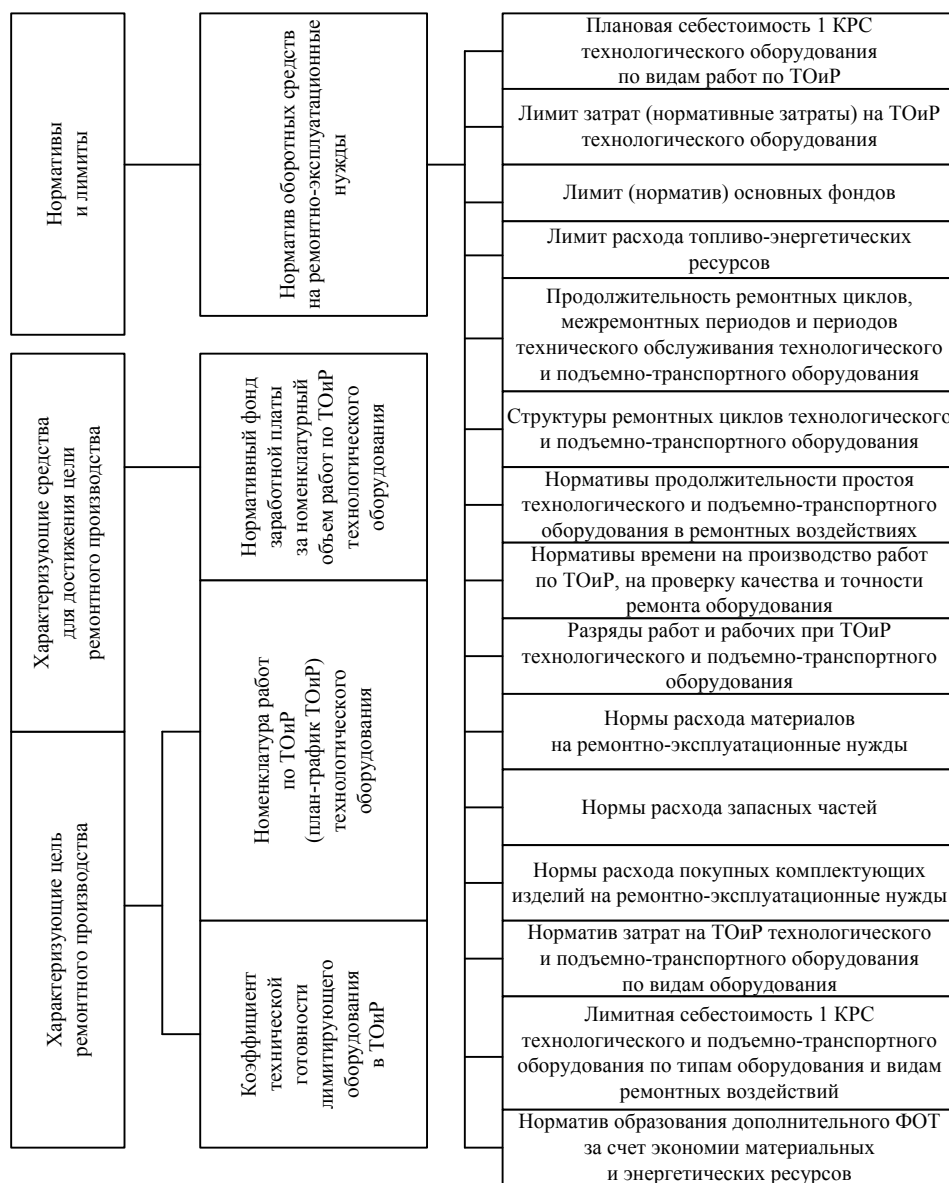 Нормативы
и лимиты
Характеризующие средства
для достижения цели
ремонтного производства
Характеризующие цель
ремонтного производства
Норматив оборотных средств
на ремонтно-эксплуатационные
нужды
Нормативный фонд
заработной платы
за номенклатурный
объем работ по ТОиР
технологического
оборудования
Номенклатура работ
по ТОиР
(план-график ТОиР)
технологического
оборудования
Коэффициент
технической
готовности
лимитирующего
оборудования
в ТОиР
Плановая себестоимость 1 КРС
технологического оборудования
по видам работ по ТОиР
Лимит затрат (нормативные затраты) на ТОиР
технологического оборудования
Лимит (норматив) основных фондов
Лимит расхода топливо-энергетических
ресурсов
Продолжительность ремонтных циклов,
межремонтных периодов и периодов
технического обслуживания технологического
и подъемно-транспортного оборудования
Структуры ремонтных циклов технологического
и подъемно-транспортного оборудования
Нормативы продолжительности простоя
технологического и подъемно-транспортного
оборудования в ремонтных воздействиях
Нормативы времени на производство работ
по ТОиР, на проверку качества и точности
ремонта оборудования
Разряды работ и рабочих при ТОиР
технологического и подъемно-транспортного
оборудования
Нормы расхода материалов
на ремонтно-эксплуатационные нужды
Нормы расхода запасных частей
Нормы расхода покупных комплектующих
изделий на ремонтно-эксплуатационные нужды
Норматив затрат на ТОиР технологического
и подъемно-транспортного оборудования
по видам оборудования
Лимитная себестоимость 1 КРС
технологического и подъемно-транспортного
оборудования по типам оборудования и видам
ремонтных воздействий
Норматив образования дополнительного ФОТ
за счет экономии материальных
и энергетических ресурсов